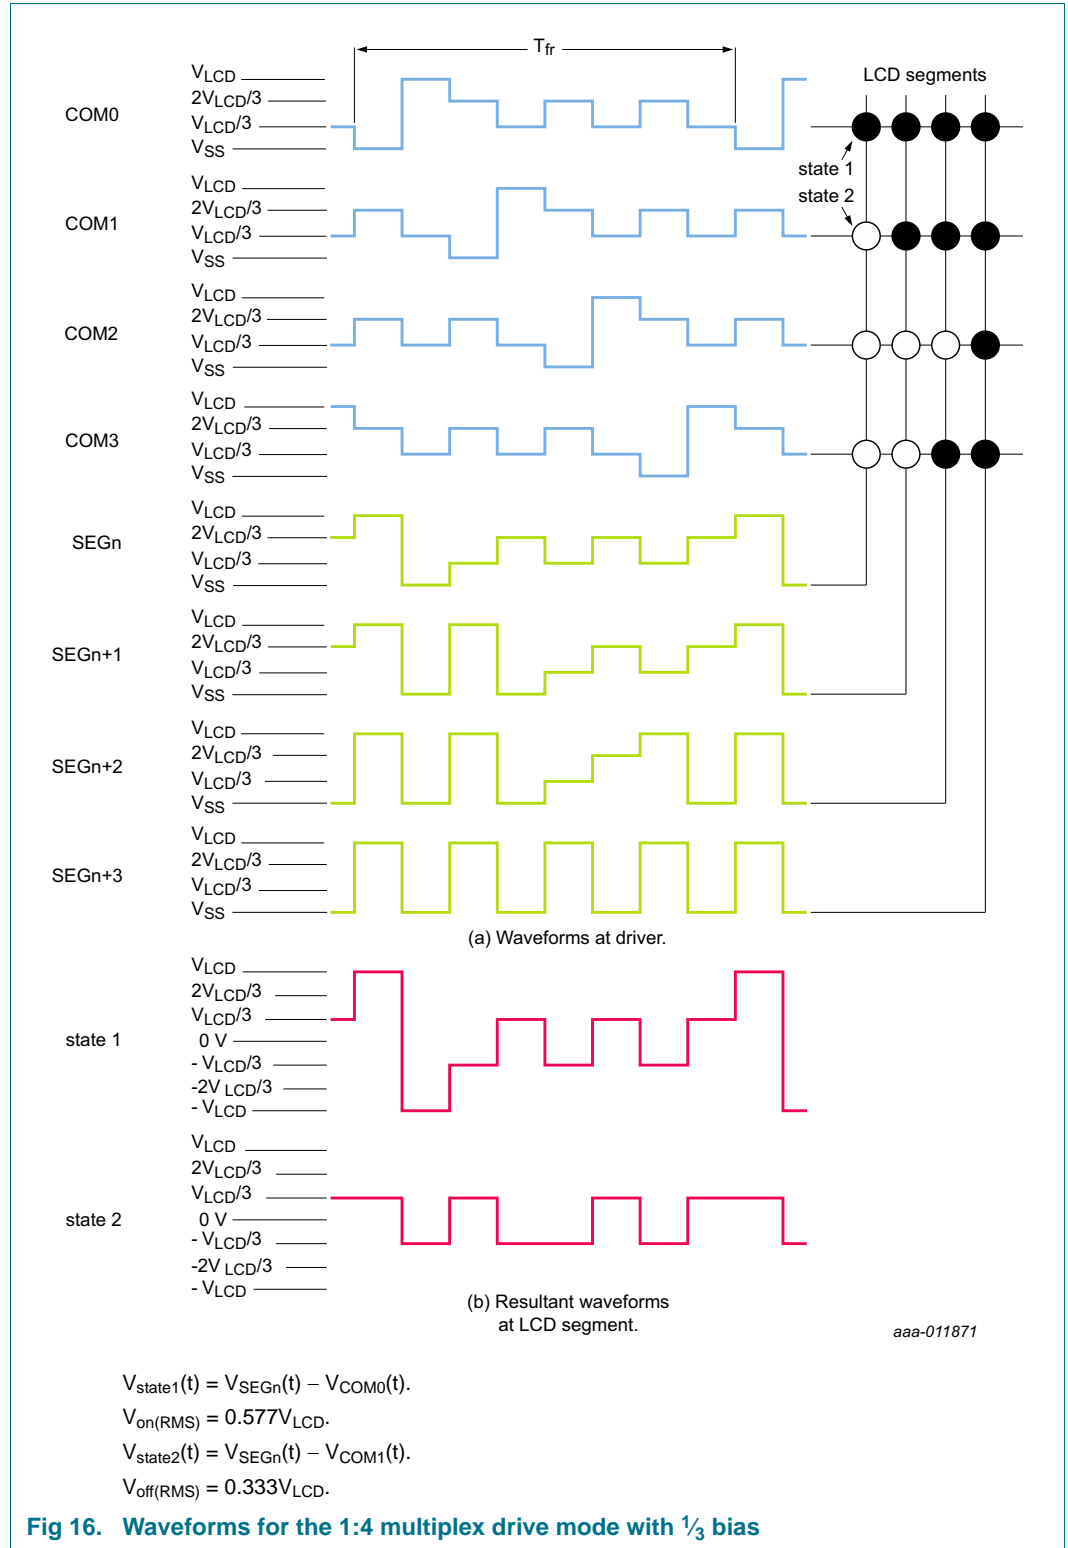 Tfr
LCD segments
COM0
VLCD
2VLCD/3
VLCD/3
VSS
state 1
state 2
COM1
VLCD
2VLCD/3
VLCD/3
VSS
COM2
VLCD
2VLCD/3
VLCD/3
VSS
COM3
VLCD
2VLCD/3
VLCD/3
VSS
SEGn
VLCD
2VLCD/3
VLCD/3
VSS
SEGn+1
VLCD
2VLCD/3
VLCD/3
VSS
SEGn+2
VLCD
2VLCD/3
VLCD/3
VSS
SEGn+3
VLCD
2VLCD/3
VLCD/3
VSS
(a) Waveforms at driver.
state 1
VLCD
2VLCD/3
VLCD/3
0 V
- VLCD/3
-2V LCD/3
- VLCD
state 2
VLCD
2VLCD/3
VLCD/3
0 V
- VLCD/3
-2V LCD/3
- VLCD
(b) Resultant waveforms
at LCD segment.
aaa-011871
Vstate1(t) = VSEGn(t) − VCOM0(t).
Von(RMS) = 0.577VLCD.
Vstate2(t) = VSEGn(t) − VCOM1(t).
Voff(RMS) = 0.333VLCD.
Fig 16. Waveforms for the 1:4 multiplex drive mode with 1⁄3 bias